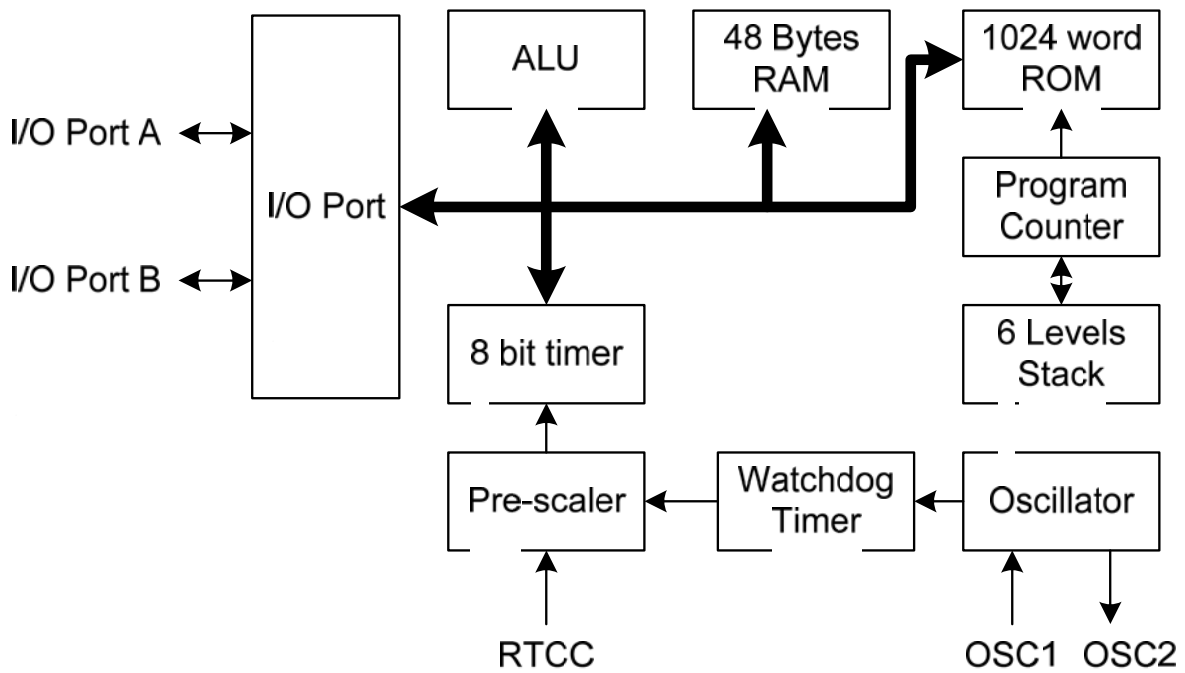 ALU
48 Bytes
RAM
1024 word
ROM
I/O Port A
I/O Port
I/O Port B
Program
Counter
8 bit timer
6 Levels
Stack
Pre-scaler
Watchdog
Timer
Oscillator
RTCC
OSC1
OSC2